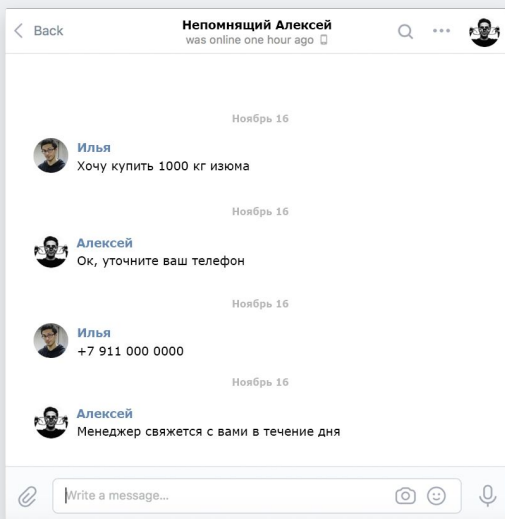 Back
Непомнящий Алексей
was online one hour ago
Ноябрь 16
Илья
Хочу купить 1000 кг изюма
Ноябрь 16
Алексей
Ок, уточните ваш телефон
Ноябрь 16
Илья
+7 911 000 0000
Ноябрь 16
Алексей
Менеджер свяжется с вами в течение дня
Write a message...